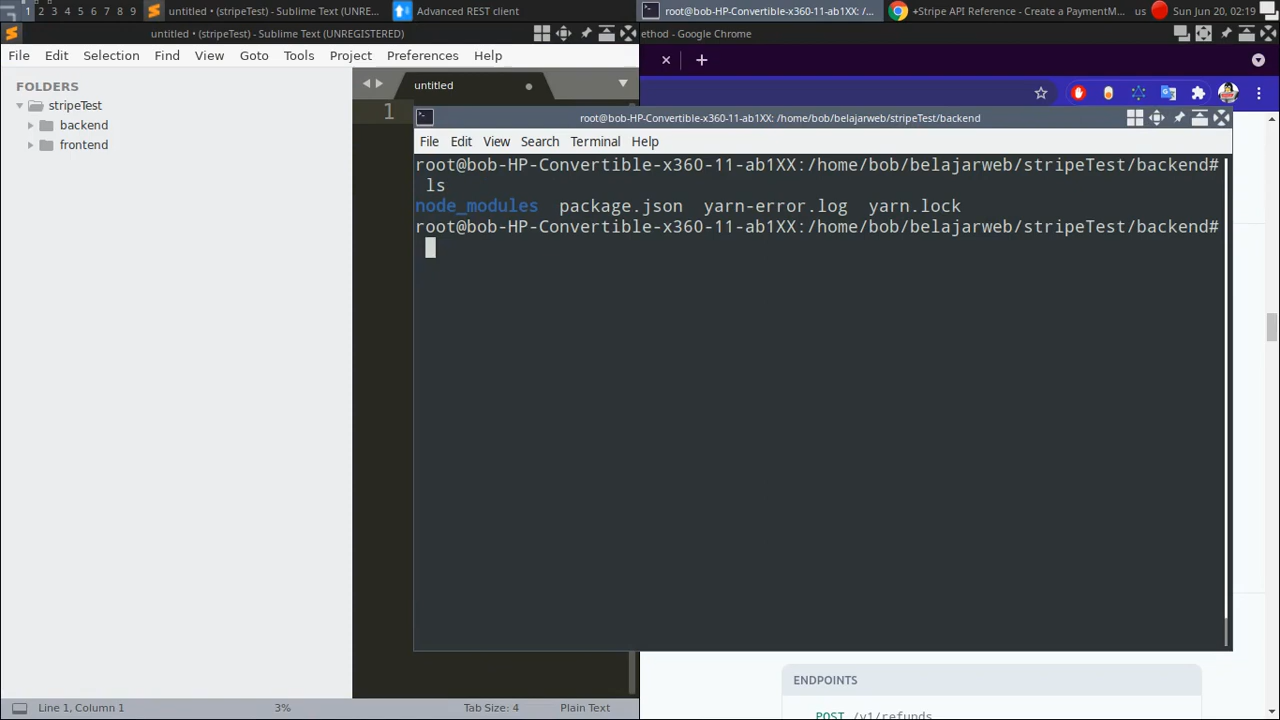 1 2 3 4 5 6 7 8 9 untitled • (stripeTest) - Sublime Text (UNRE... Advanced REST client root@bob-HP-Convertible-x360-11-ab1XX: /... +Stripe API Reference - Create a PaymentM... us Sun Jun 20, 02:19
untitled • (stripeTest) - Sublime Text (UNREGISTERED)
ethod - Google Chrome
File Edit Selection Find View Goto Tools Project Preferences Help
FOLDERS
stripeTest
backend
frontend
untitled
1
root@bob-HP-Convertible-x360-11-ab1XX: /home/bob/belajarweb/stripeTest/backend
File Edit View Search Terminal Help
root@bob-HP-Convertible-x360-11-ab1XX:/home/bob/belajarweb/stripeTest/backend#
ls
node_modules package.json yarn-error.log yarn.lock
root@bob-HP-Convertible-x360-11-ab1XX:/home/bob/belajarweb/stripeTest/backend#
ENDPOINTS
POST /v1/refunds
Line 1, Column 1 3% Tab Size: 4 Plain Text